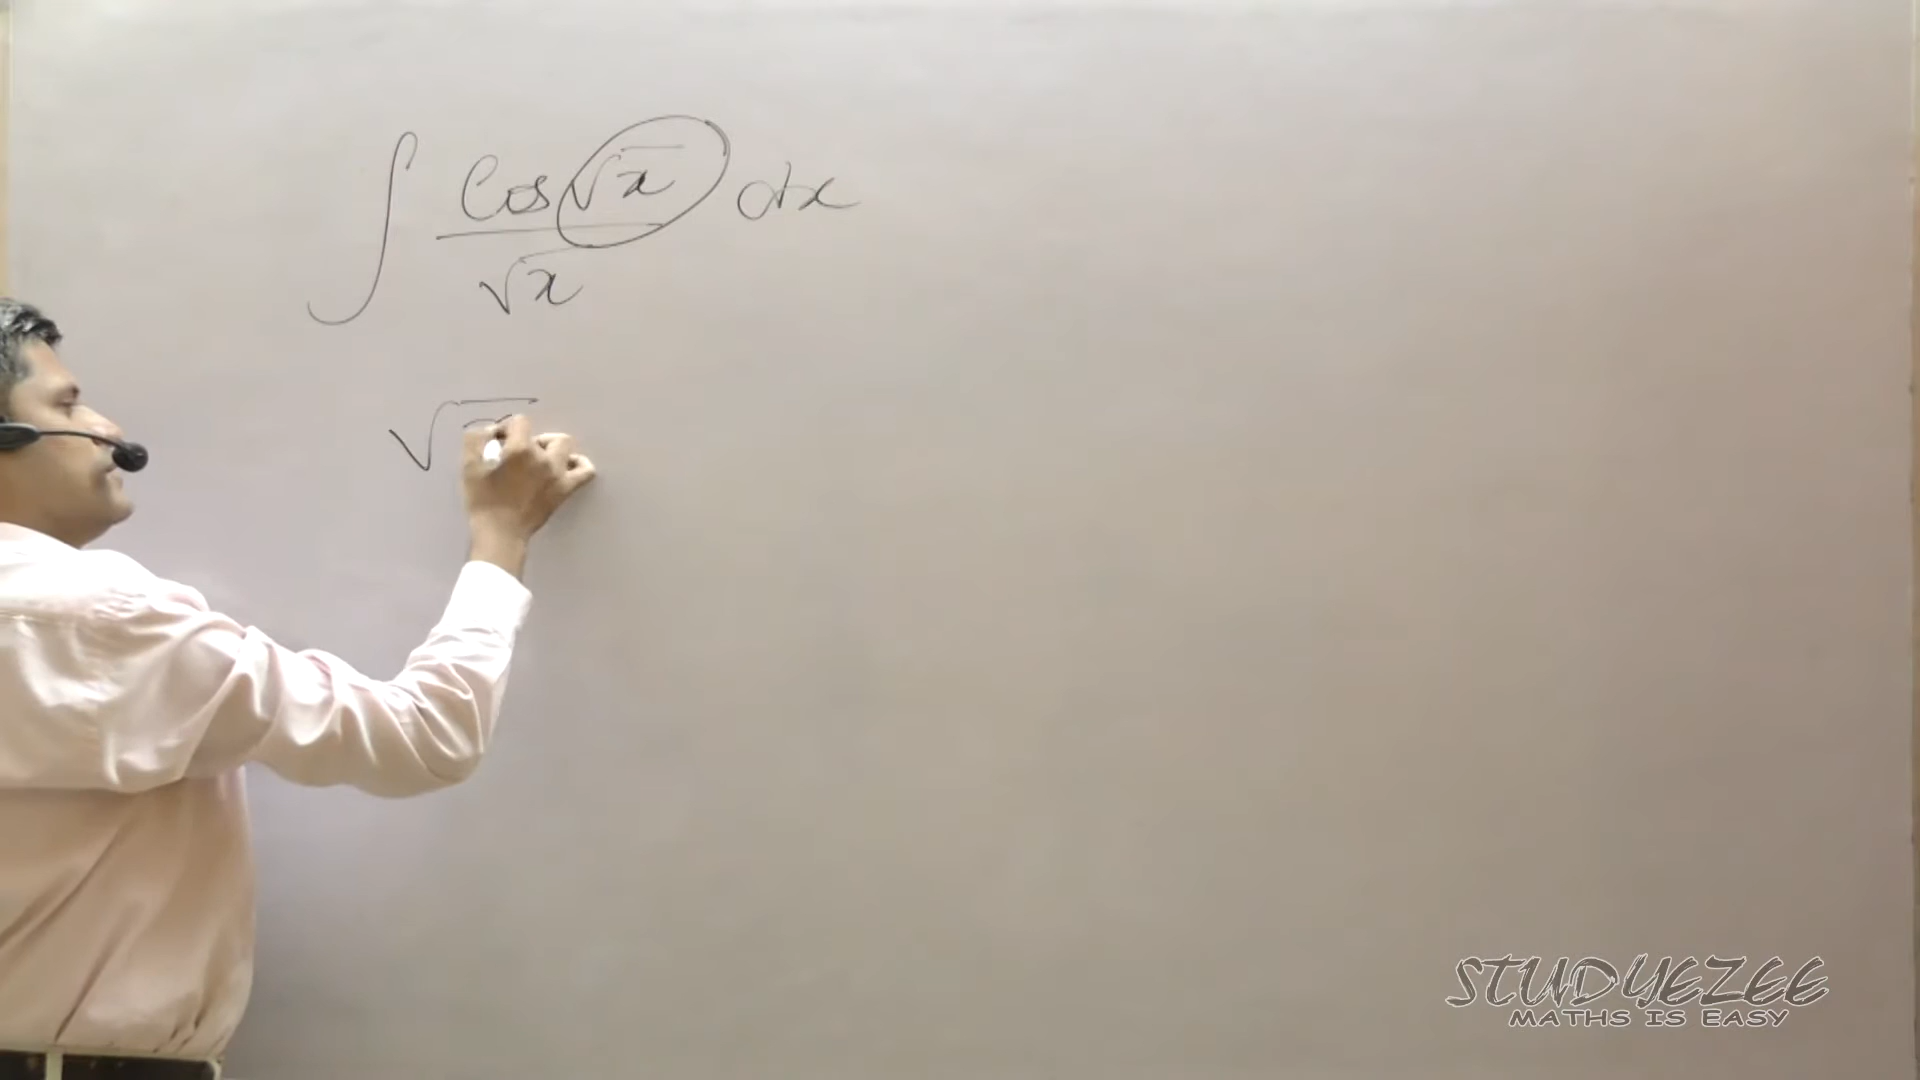 ∫ Cos√x / √x dx
√x
STUDYEZEE
MATHS IS EASY